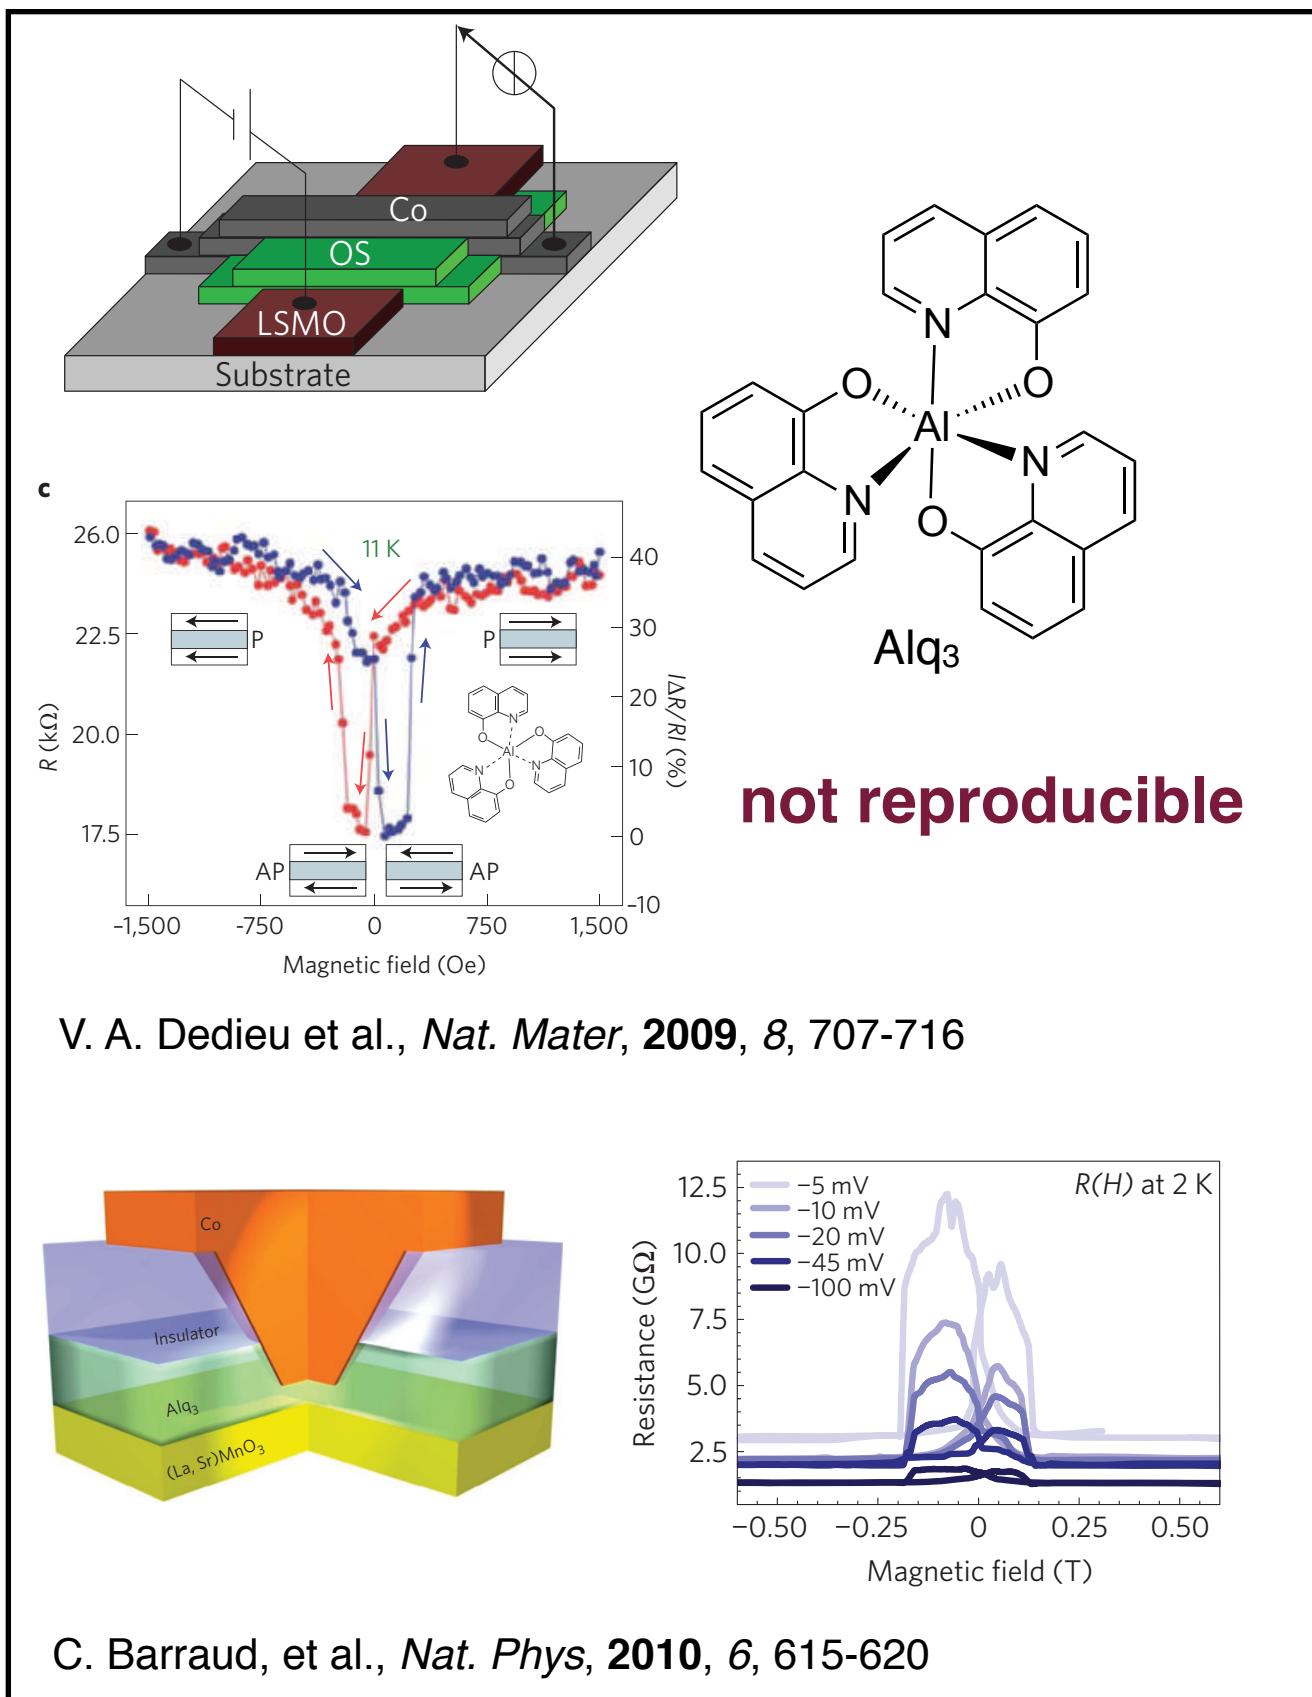 Co
OS
LSMO
Substrate
N
O
O
Al
N
N
O
Alq3
c
26.0
22.5
20.0
17.5
R (kΩ)
11 K
P
P
40
30
20
10
0
–10
IΔR/RI (%)
N
O
O
Al
N
N
O
AP
AP
–1,500
-750
0
750
1,500
Magnetic field (Oe)
not reproducible
V. A. Dedieu et al., Nat. Mater, 2009, 8, 707-716
Co
Insulator
Alq3
(La, Sr)MnO3
12.5
10.0
7.5
5.0
2.5
Resistance (GΩ)
−5 mV
−10 mV
−20 mV
−45 mV
−100 mV
R(H) at 2 K
−0.50
−0.25
0
0.25
0.50
Magnetic field (T)
C. Barraud, et al., Nat. Phys, 2010, 6, 615-620